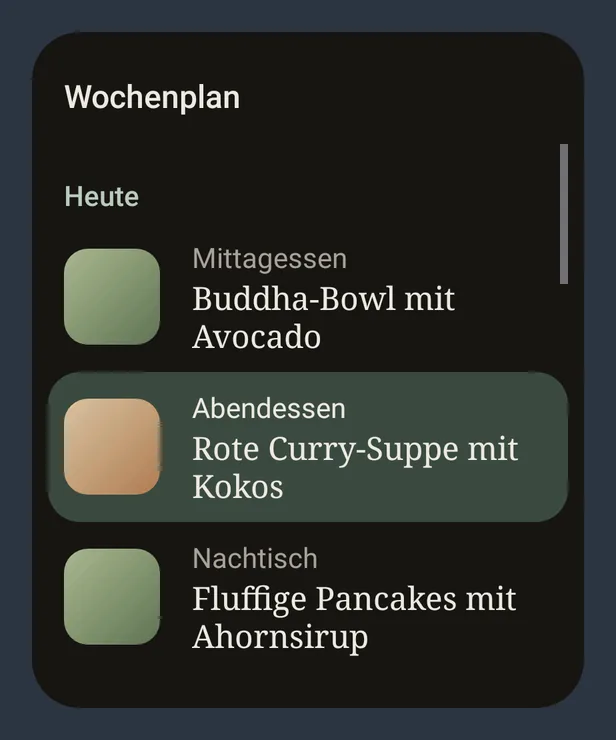 Wochenplan
Heute
Mittagessen
Buddha-Bowl mit
Avocado
Abendessen
Rote Curry-Suppe mit
Kokos
Nachtisch
Fluffige Pancakes mit
Ahornsirup